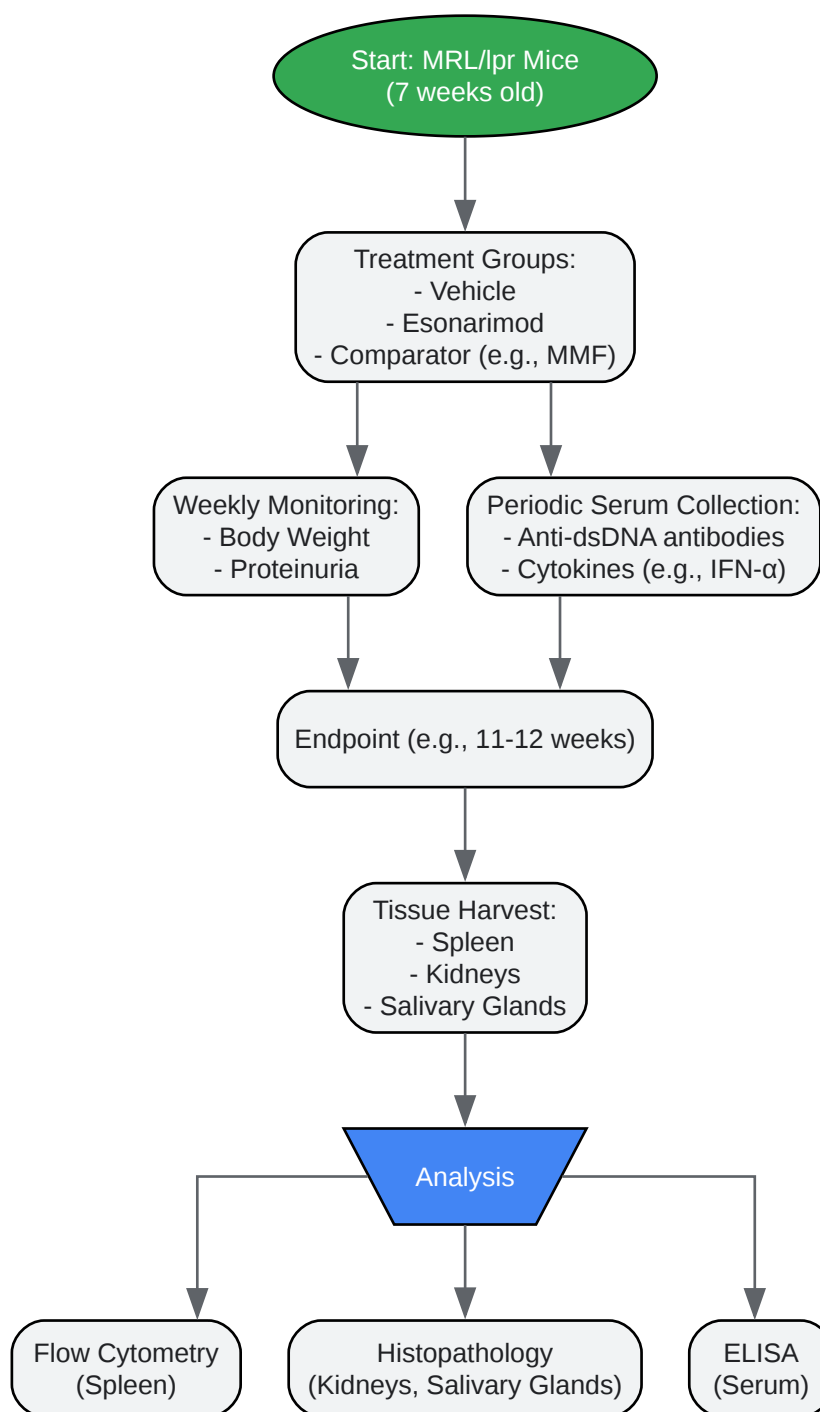 Start: MRL/lpr Mice
(7 weeks old)
Treatment Groups:
- Vehicle
- Esonarimod
- Comparator (e.g., MMF)
Weekly Monitoring:
- Body Weight
- Proteinuria
Periodic Serum Collection:
- Anti-dsDNA antibodies
- Cytokines (e.g., IFN-α)
Endpoint (e.g., 11-12 weeks)
Tissue Harvest:
- Spleen
- Kidneys
- Salivary Glands
Analysis
Flow Cytometry
(Spleen)
Histopathology
(Kidneys, Salivary Glands)
ELISA
(Serum)